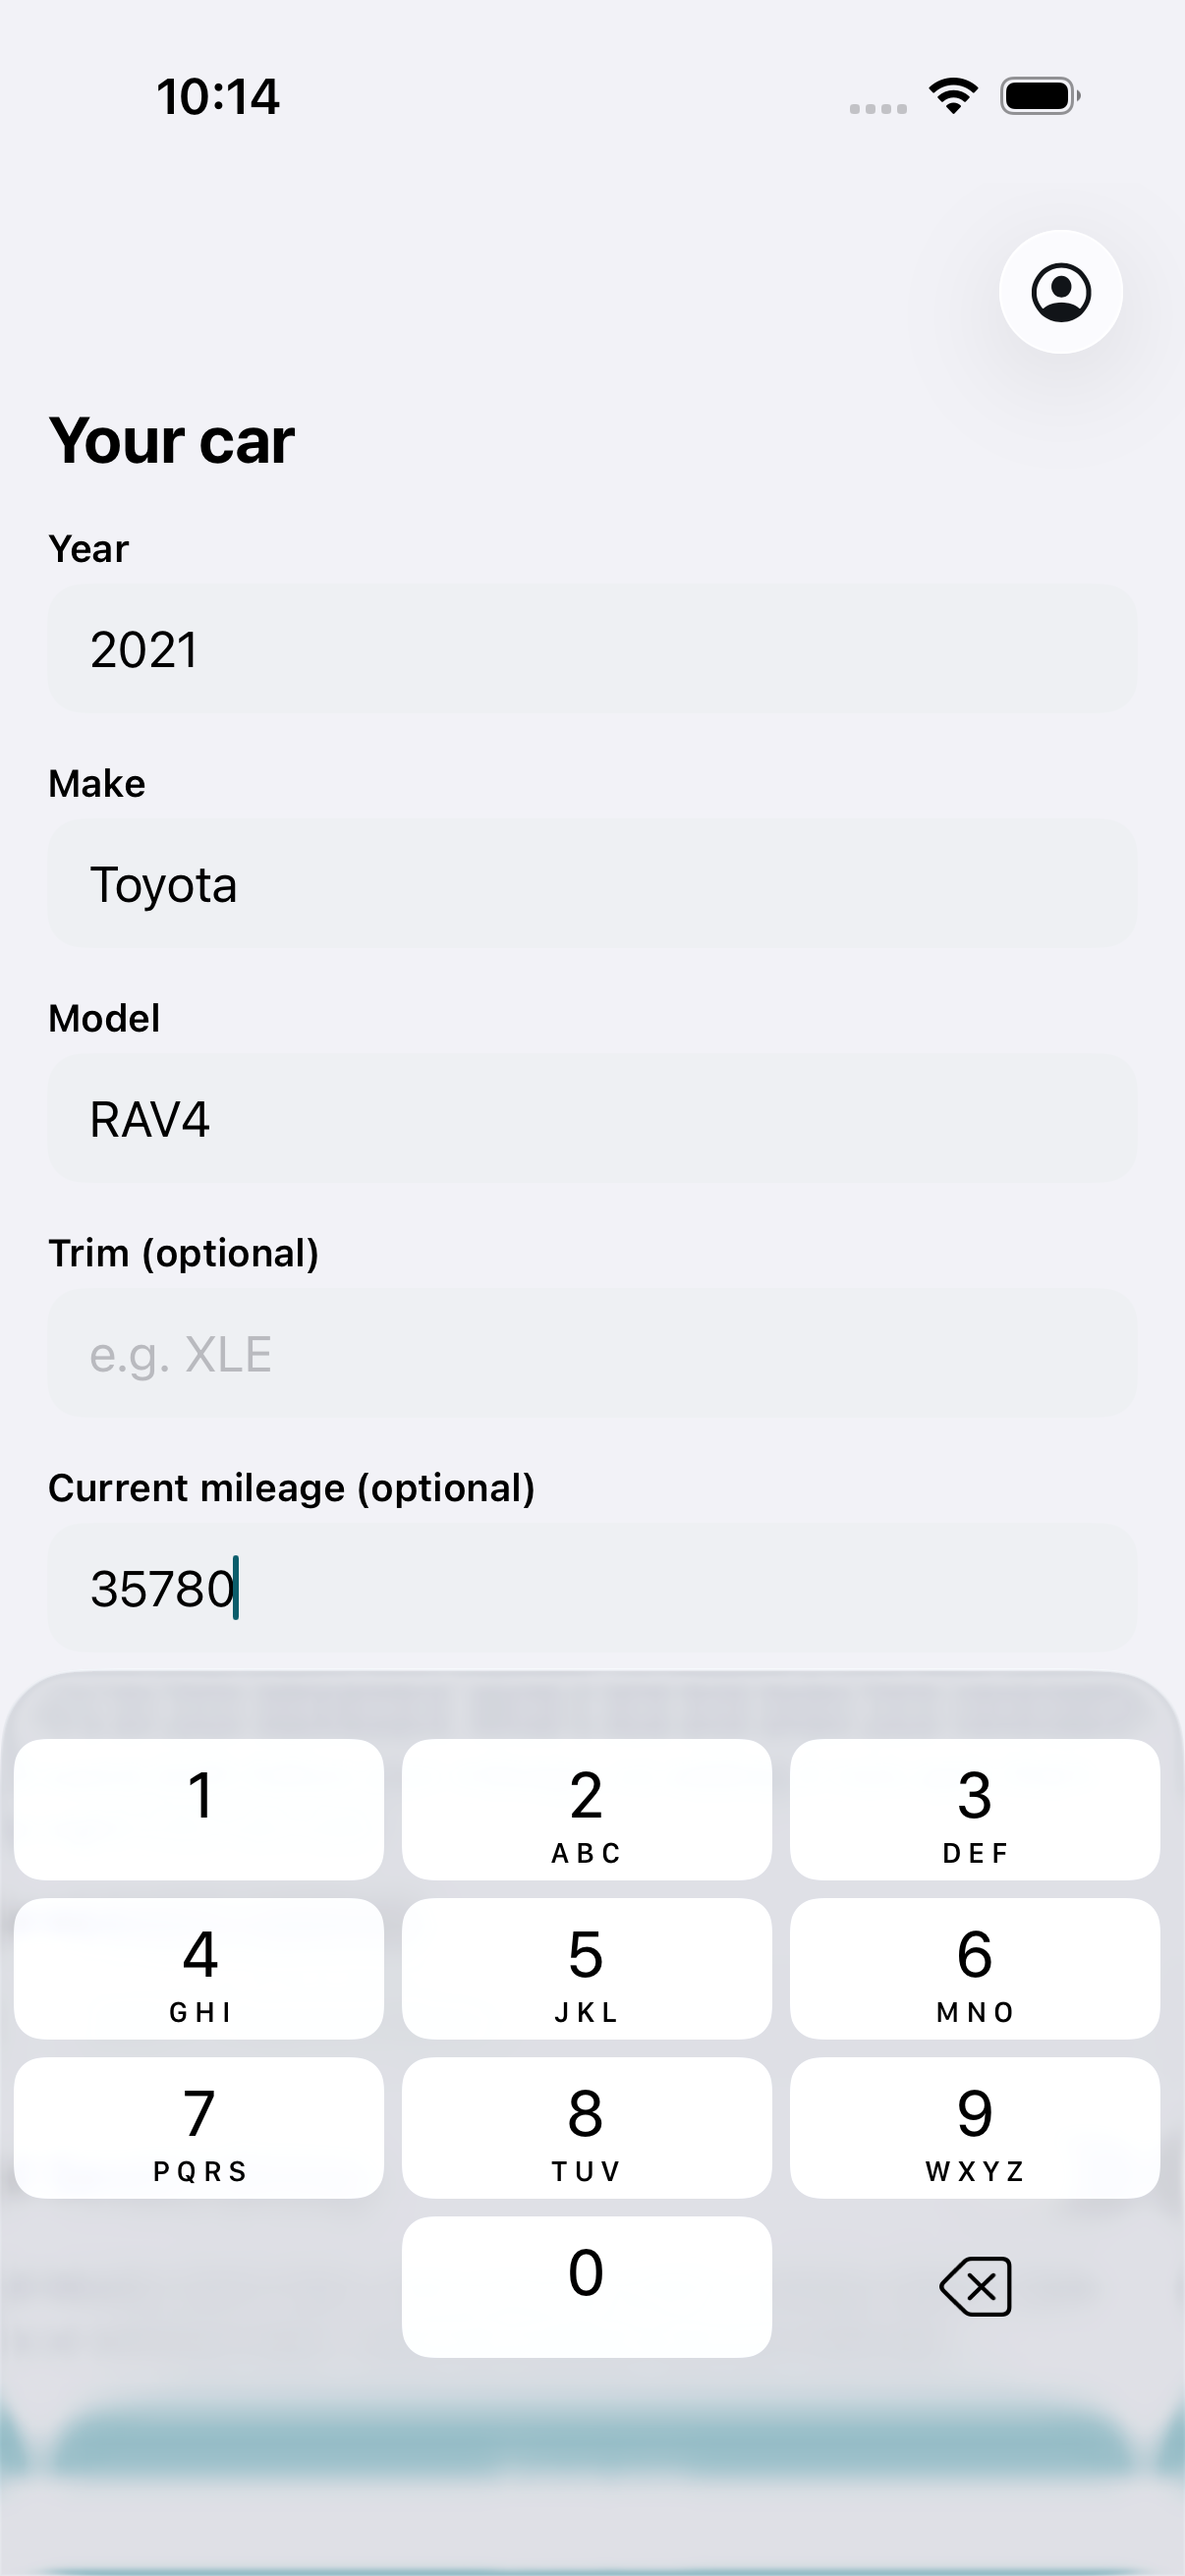 10:14
Your car
Year
2021
Make
Toyota
Model
RAV4
Trim (optional)
e.g. XLE
Current mileage (optional)
35780
1 2 3
ABC DEF
4 5 6
GHI JKL MNO
7 8 9
PQRS TUV WXYZ
0